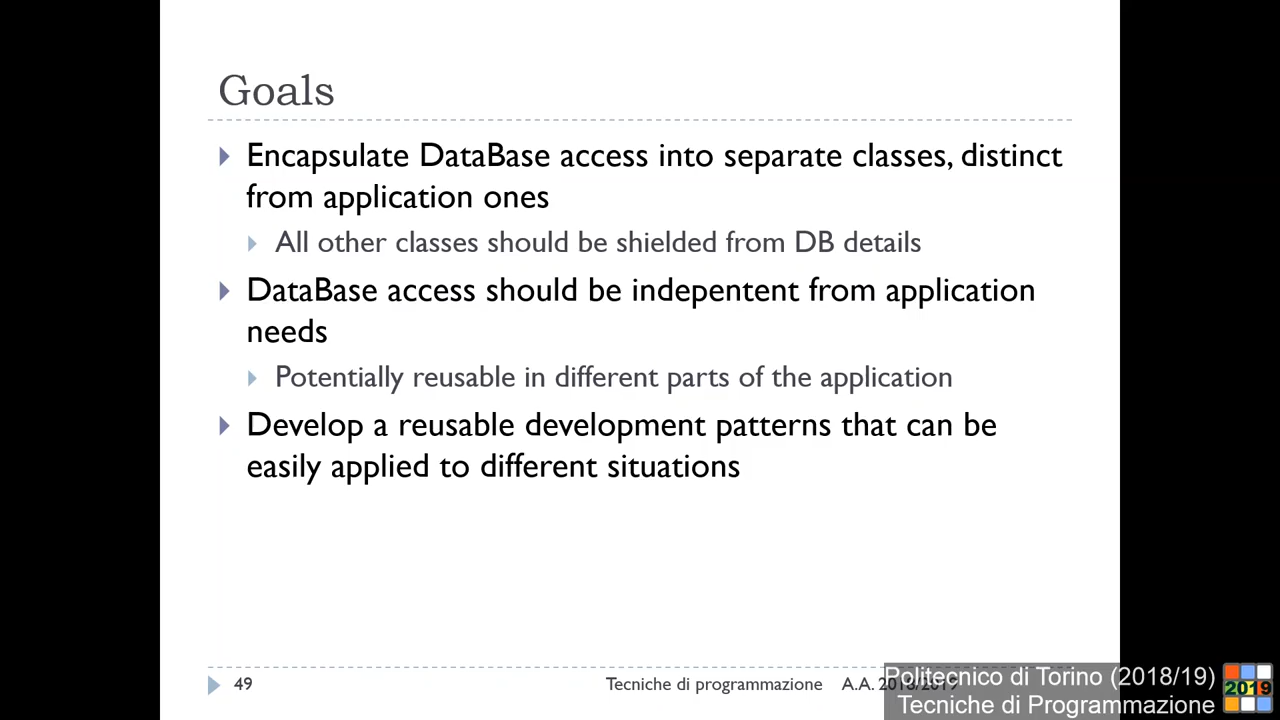 Goals
Encapsulate DataBase access into separate classes, distinct
from application ones
All other classes should be shielded from DB details
DataBase access should be indepentent from application
needs
Potentially reusable in different parts of the application
Develop a reusable development patterns that can be
easily applied to different situations
49
Tecniche di programmazione A.A. 2018/2019
Politecnico di Torino (2018/19)
Tecniche di Programmazione
2019